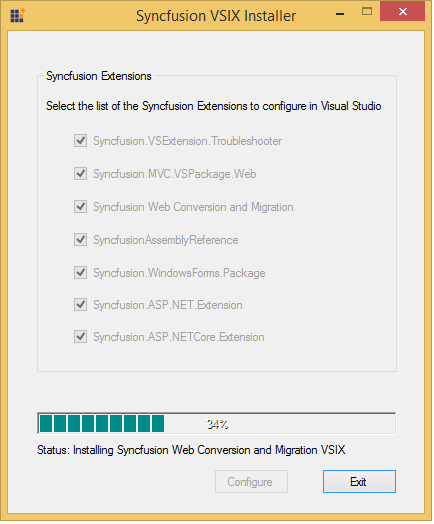 Syncfusion VSIX Installer
Syncfusion Extensions
Select the list of the Syncfusion Extensions to configure in Visual Studio
Syncfusion.VSExtension.Troubleshooter
Syncfusion.MVC.VSPackage.Web
Syncfusion Web Conversion and Migration
SyncfusionAssemblyReference
Syncfusion.WindowsForms.Package
Syncfusion.ASP.NET.Extension
Syncfusion.ASP.NETCore.Extension
34%
Status: Installing Syncfusion Web Conversion and Migration VSIX
Configure Exit